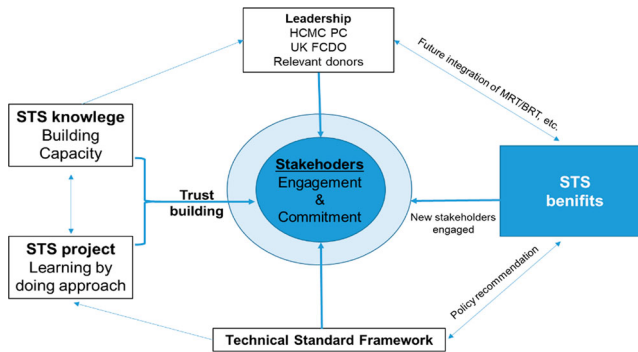 Leadership
HCMC PC
UK FCDO
Relevant donors
Future integration of MRT/BRT, etc.
STS knowlege
Building
Capacity
Trust
building
Stakehoders
Engagement
&
Commitment
STS
benifits
New stakeholders
engaged
STS project
Learning by
doing approach
Policy recommendation
Technical Standard Framework